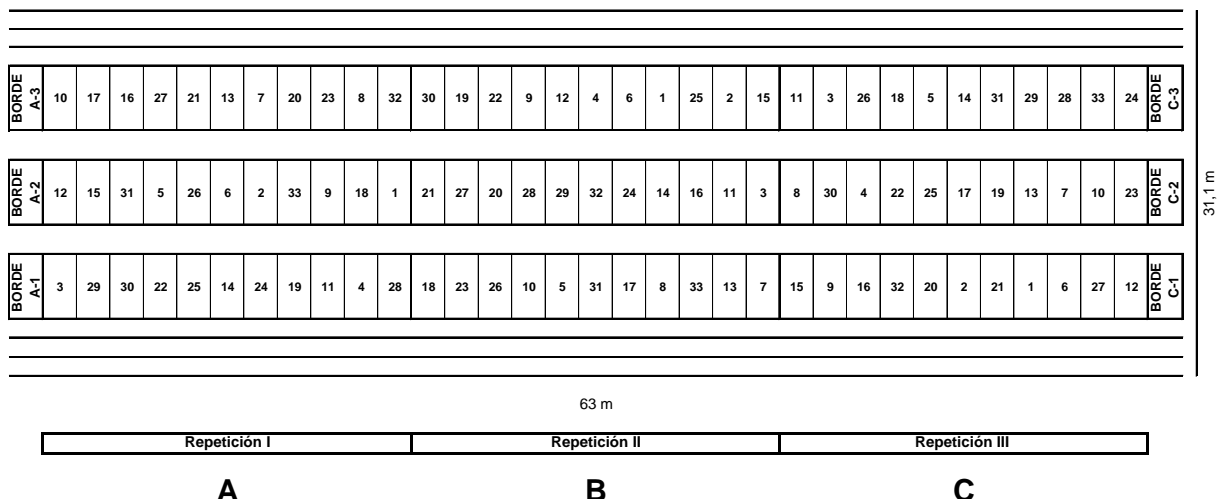 BORDE A-3 10 17 16 27 21 13 7 20 23 8 32 30 19 22 9 12 4 6 1 25 2 15 11 3 26 18 5 14 31 29 28 33 24 BORDE C-3
BORDE A-2 12 15 31 5 26 6 2 33 9 18 1 21 27 20 28 29 32 24 14 16 11 3 8 30 4 22 25 17 19 13 7 10 23 BORDE C-2
31,1 m
BORDE A-1 3 29 30 22 25 14 24 19 11 4 28 18 23 26 10 5 31 17 8 33 13 7 15 9 16 32 20 2 21 1 6 27 12 BORDE C-1
63 m
Repetición I Repetición II Repetición III
A B C